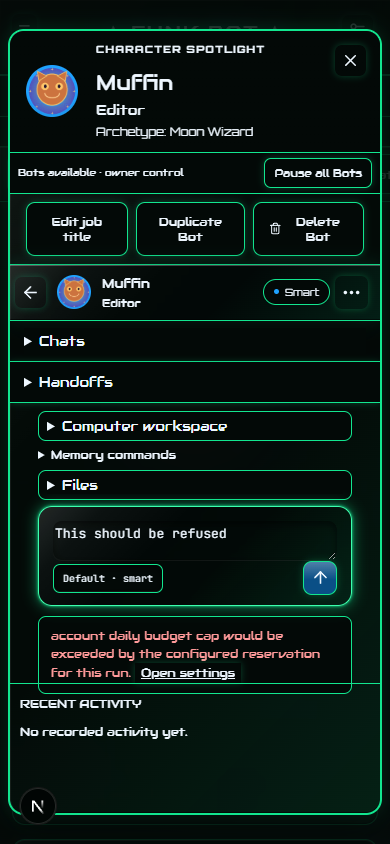 CHARACTER SPOTLIGHT
Muffin
Editor
Archetype: Moon Wizard
Bots available · owner control
Pause all Bots
Edit job
title
Duplicate
Bot
Delete
Bot
Muffin
Editor
Smart
Chats
Handoffs
Computer workspace
Memory commands
Files
This should be refused
Default · smart
account daily budget cap would be
exceeded by the configured reservation
for this run. Open settings
RECENT ACTIVITY
No recorded activity yet.
N